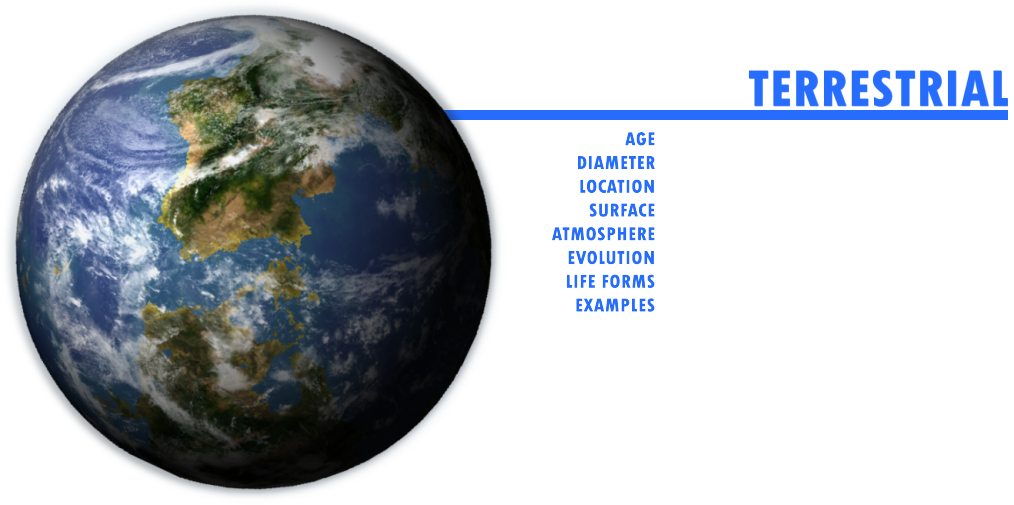 TERRESTRIAL
AGE
DIAMETER
LOCATION
SURFACE
ATMOSPHERE
EVOLUTION
LIFE FORMS
EXAMPLES